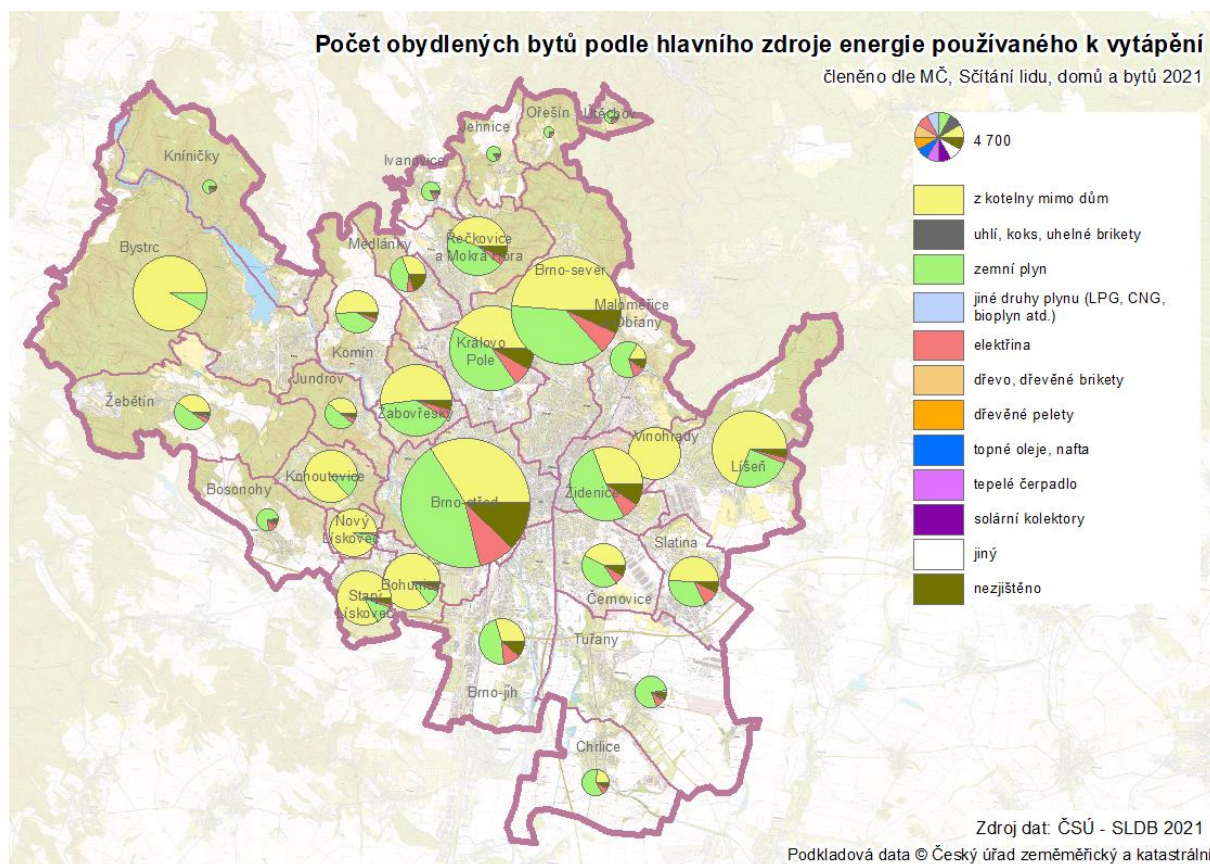 Počet obydlených bytů podle hlavního zdroje energie používaného k vytápění
členěno dle MČ, Sčítání lidu, domů a bytů 2021
4 700
z kotelny mimo dům
uhlí, koks, uhelné brikety
zemní plyn
jiné druhy plynu (LPG, CNG,
bioplyn atd.)
elektřina
dřevo, dřevěné brikety
dřevěné pelety
topné oleje, nafta
tepelé čerpadlo
solární kolektory
jiný
nezjištěno
Útěchov
Ořešín
Jehnice
Ivanovice
Kníničky
Bystrc
Medlánky
Řečkovice
a Mokrá Hora
Brno-sever
Maloměřice
a Obřany
Královo
Pole
Komín
Jundrov
Žebětín
Žabovřesky
Vinohrady
Líšeň
Kohoutovice
Bosonohy
Brno-střed
Židenice
Nový
Lískovec
Slatina
Starý
Lískovec
Bohunice
Černovice
Tuřany
Brno-jih
Chrlice
Zdroj dat: ČSÚ - SLDB 2021
Podkladová data © Český úřad zeměměřický a katastrální